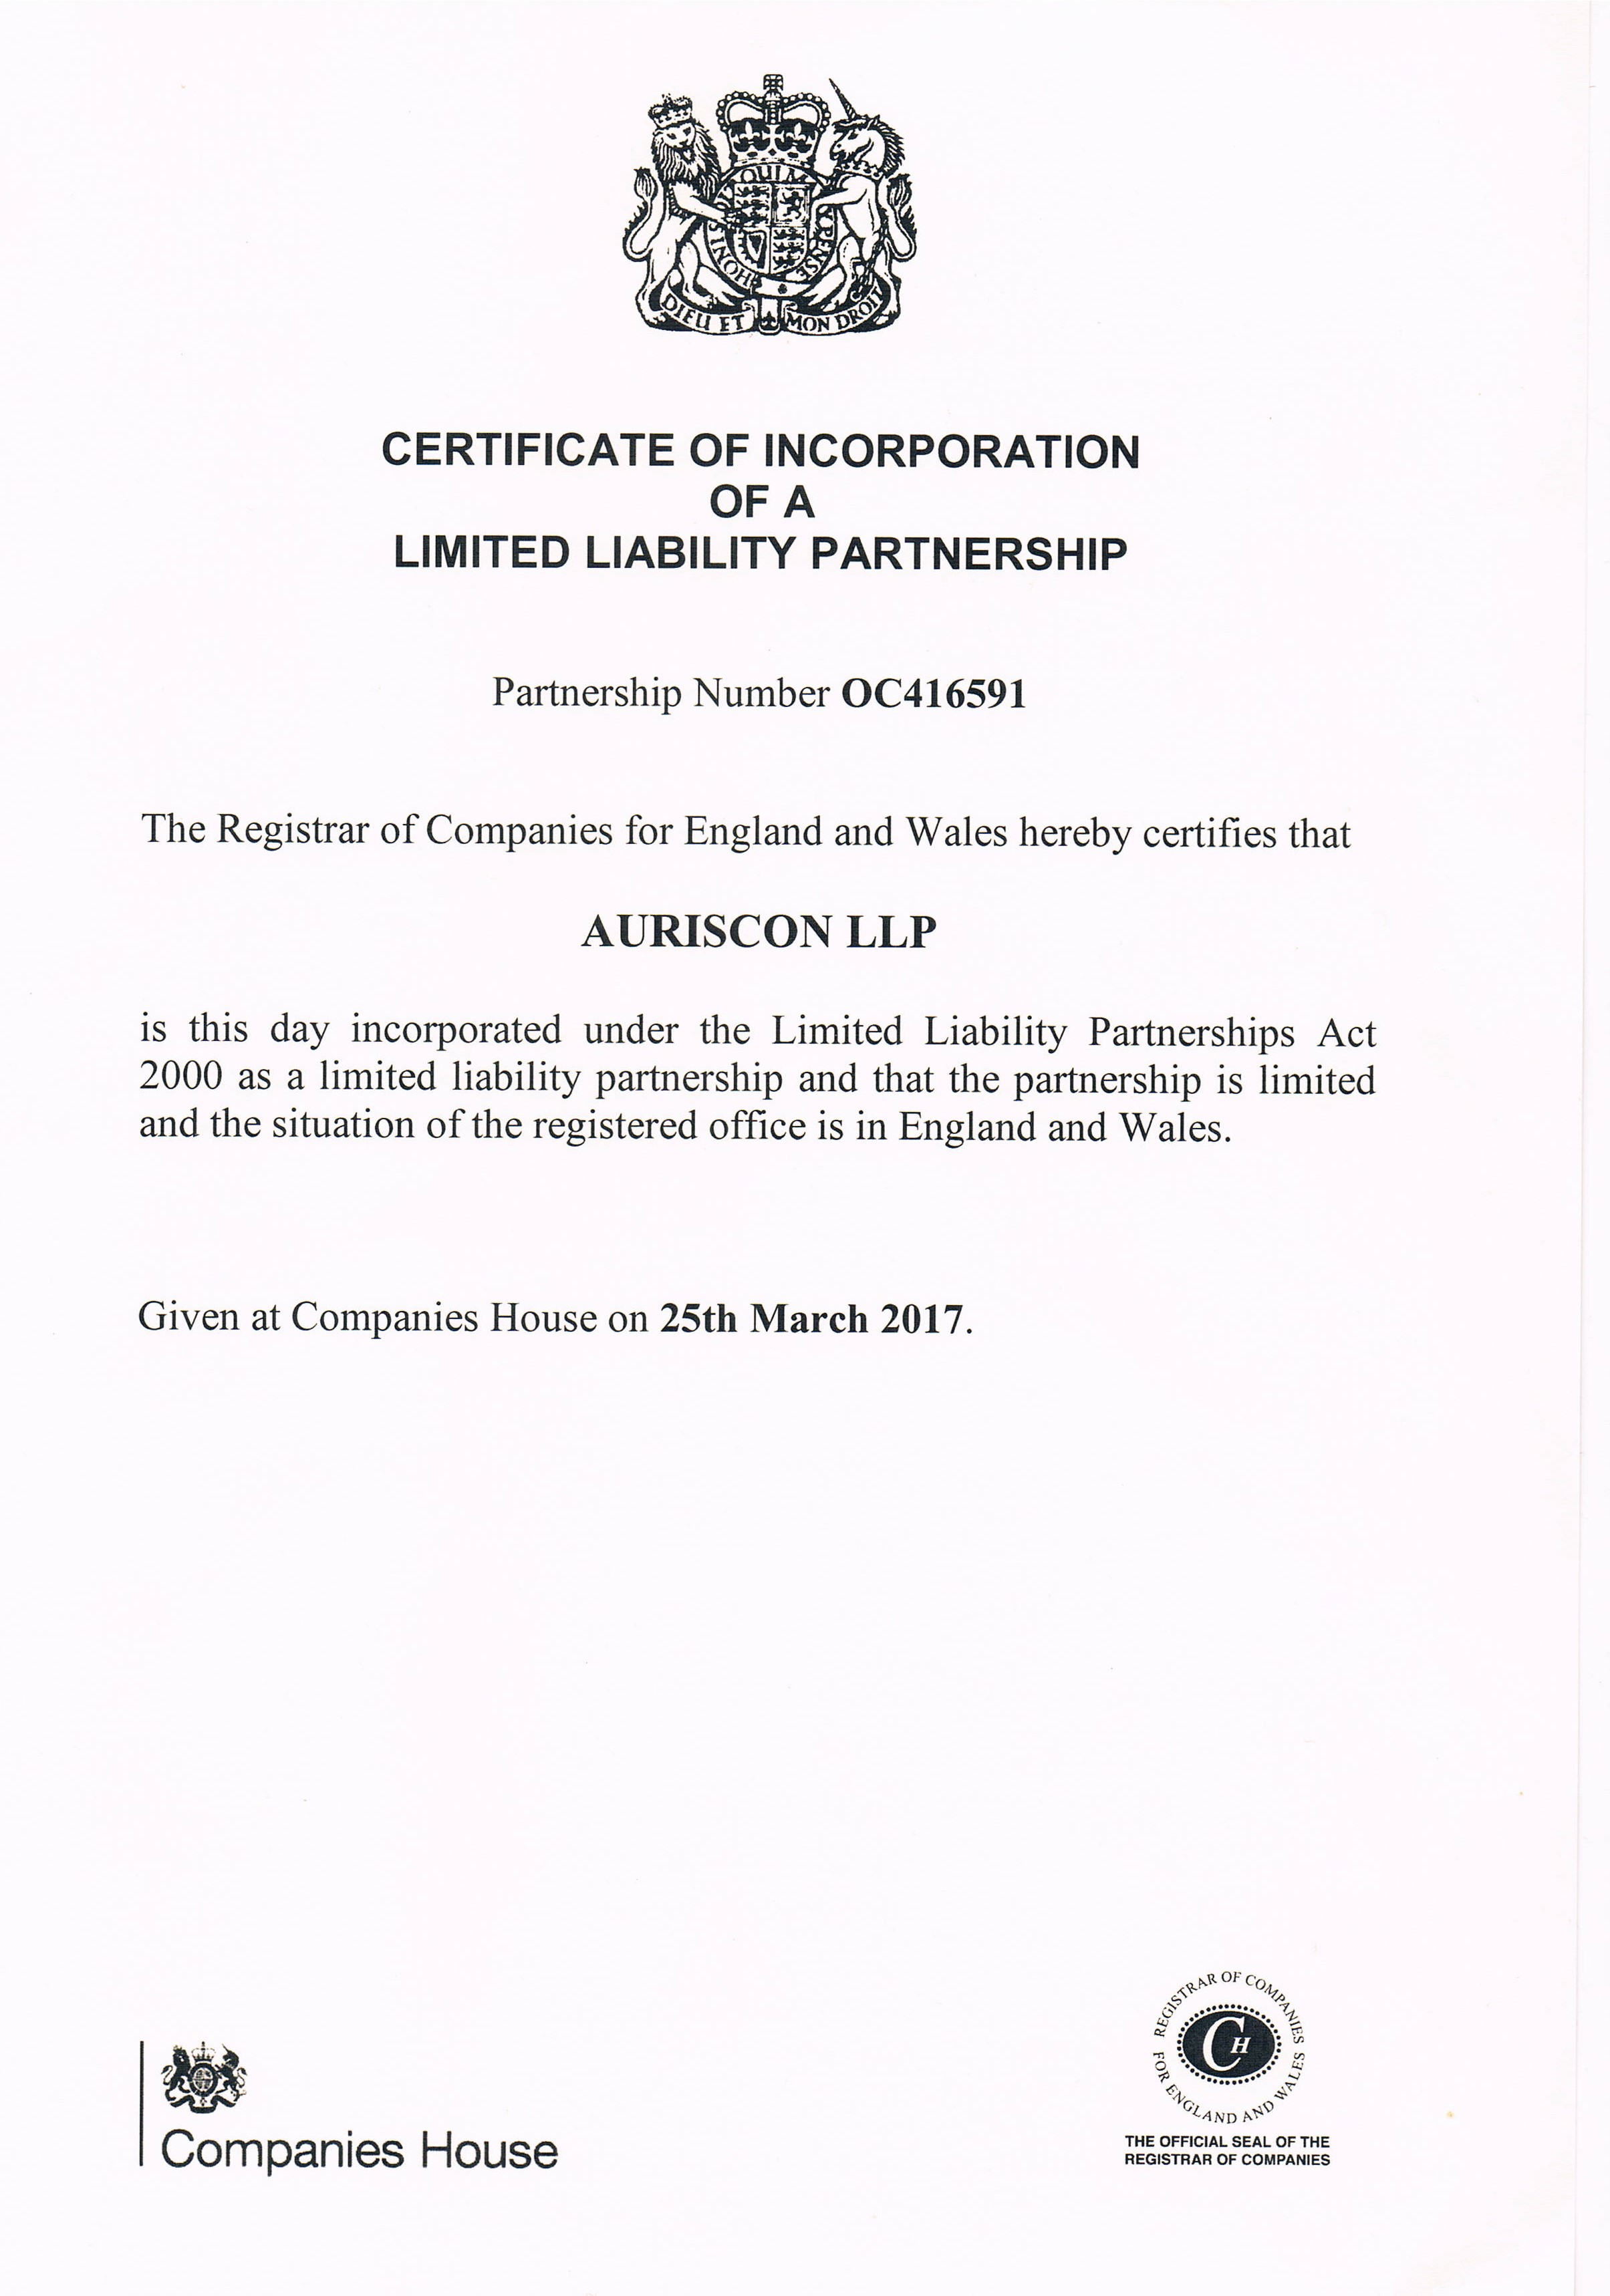 QUI M
HONI S
PENSE
DIEU ET MON DROIT
CERTIFICATE OF INCORPORATION
OF A
LIMITED LIABILITY PARTNERSHIP
Partnership Number OC416591
The Registrar of Companies for England and Wales hereby certifies that
AURISCON LLP
is this day incorporated under the Limited Liability Partnerships Act
2000 as a limited liability partnership and that the partnership is limited
and the situation of the registered office is in England and Wales.
Given at Companies House on 25th March 2017.
Companies House
REGISTRAR OF COMPANIES
FOR ENGLAND AND WALES
CH
THE OFFICIAL SEAL OF THE
REGISTRAR OF COMPANIES